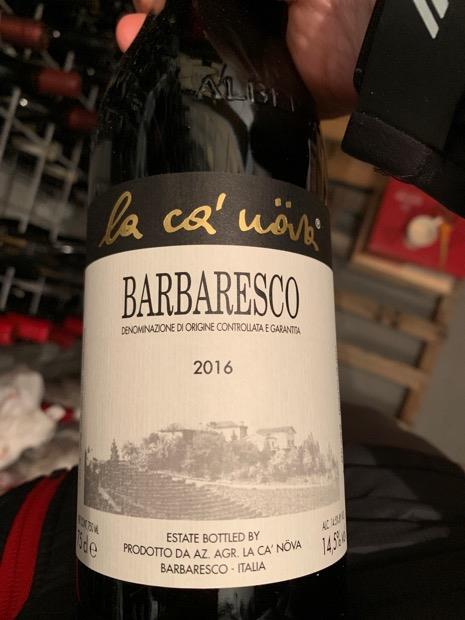 la ca' növa®
BARBARESCO
DENOMINAZIONE DI ORIGINE CONTROLLATA E GARANTITA
2016
ESTATE BOTTLED BY
PRODOTTO DA AZ. AGR. LA CA' NÖVA
BARBARESCO - ITALIA
75 cl e
14,5%